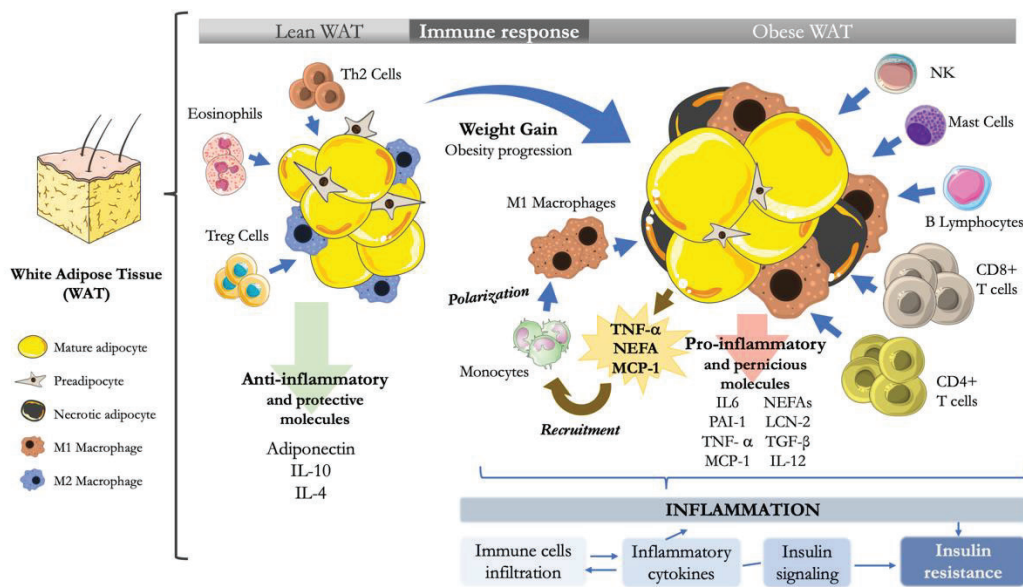 Lean WAT
Immune response
Obese WAT
Th2 Cells
Eosinophils
Treg Cells
White Adipose Tissue
(WAT)
Mature adipocyte
Preadipocyte
Necrotic adipocyte
M1 Macrophage
M2 Macrophage
Anti-inflammatory
and protective
molecules
Adiponectin
IL-10
IL-4
Weight Gain
Obesity progression
M1 Macrophages
Polarization
Monocytes
Recruitment
TNF-α
NEFA
MCP-1
NK
Mast Cells
B Lymphocytes
CD8+
T cells
CD4+
T cells
Pro-inflammatory
and pernicious
molecules
IL6 NEFAs
PAI-1 LCN-2
TNF- α TGF-β
MCP-1 IL-12
INFLAMMATION
Immune cells
infiltration
Inflammatory
cytokines
Insulin
signaling
Insulin
resistance